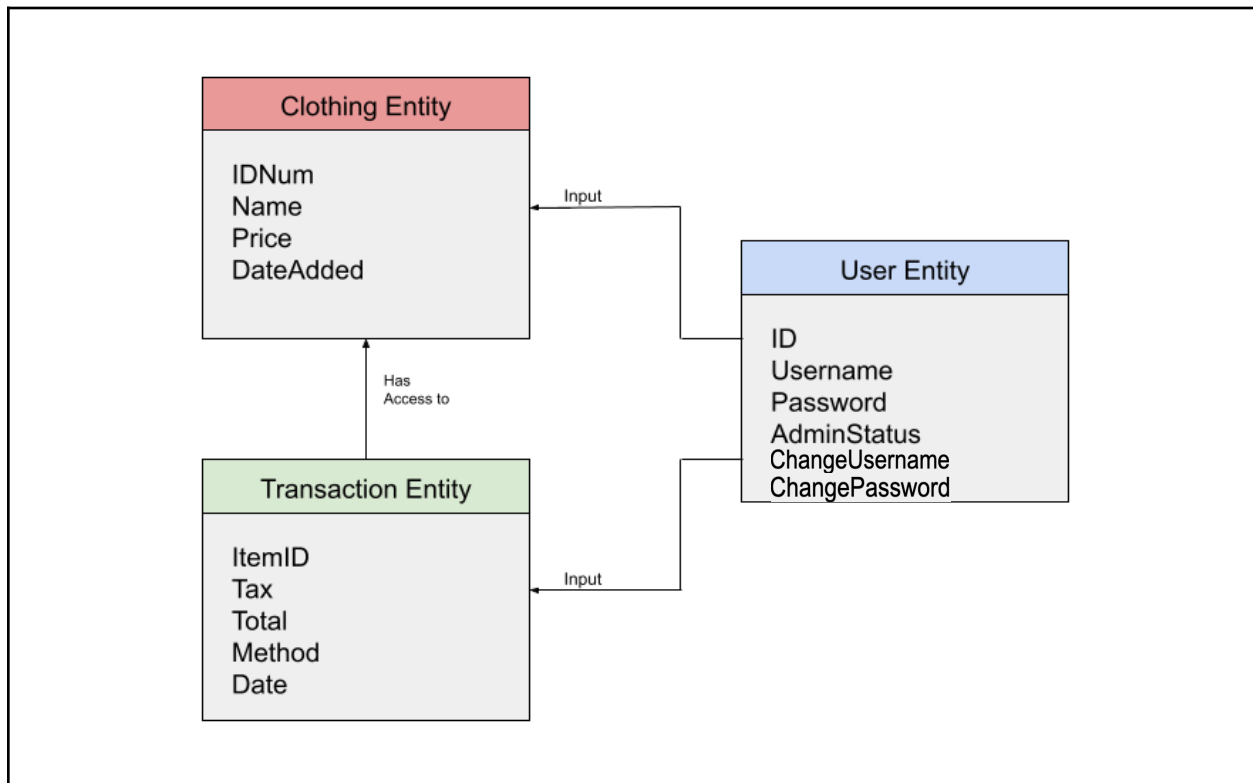 Clothing Entity
IDNum
Name
Price
DateAdded
Input
User Entity
ID
Username
Password
AdminStatus
ChangeUsername
ChangePassword
Has
Access to
Transaction Entity
ItemID
Tax
Total
Method
Date
Input